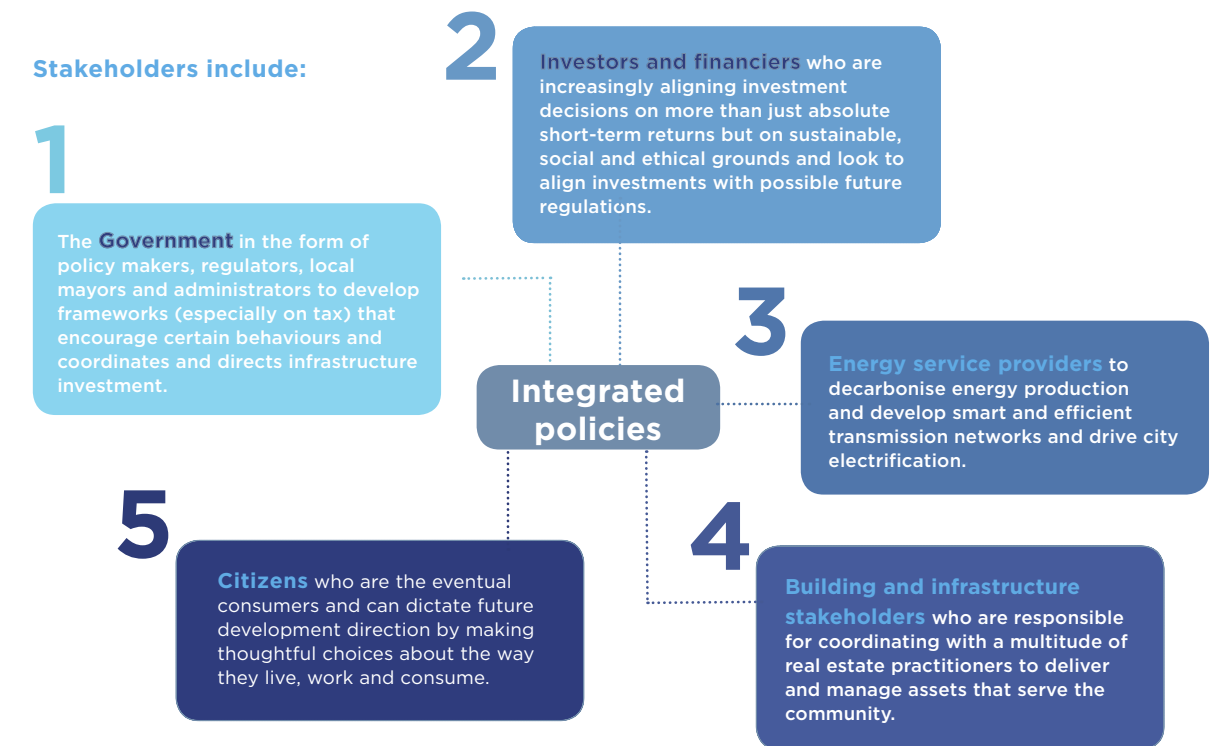 Stakeholders include:
1
The Government in the form of
policy makers, regulators, local
mayors and administrators to develop
frameworks (especially on tax) that
encourage certain behaviours and
coordinates and directs infrastructure
investment.
2
Investors and financiers who are
increasingly aligning investment
decisions on more than just absolute
short-term returns but on sustainable,
social and ethical grounds and look to
align investments with possible future
regulations.
3
Energy service providers to
decarbonise energy production
and develop smart and efficient
transmission networks and drive city
electrification.
Integrated
policies
4
Building and infrastructure
stakeholders who are responsible
for coordinating with a multitude of
real estate practitioners to deliver
and manage assets that serve the
community.
5
Citizens who are the eventual
consumers and can dictate future
development direction by making
thoughtful choices about the way
they live, work and consume.